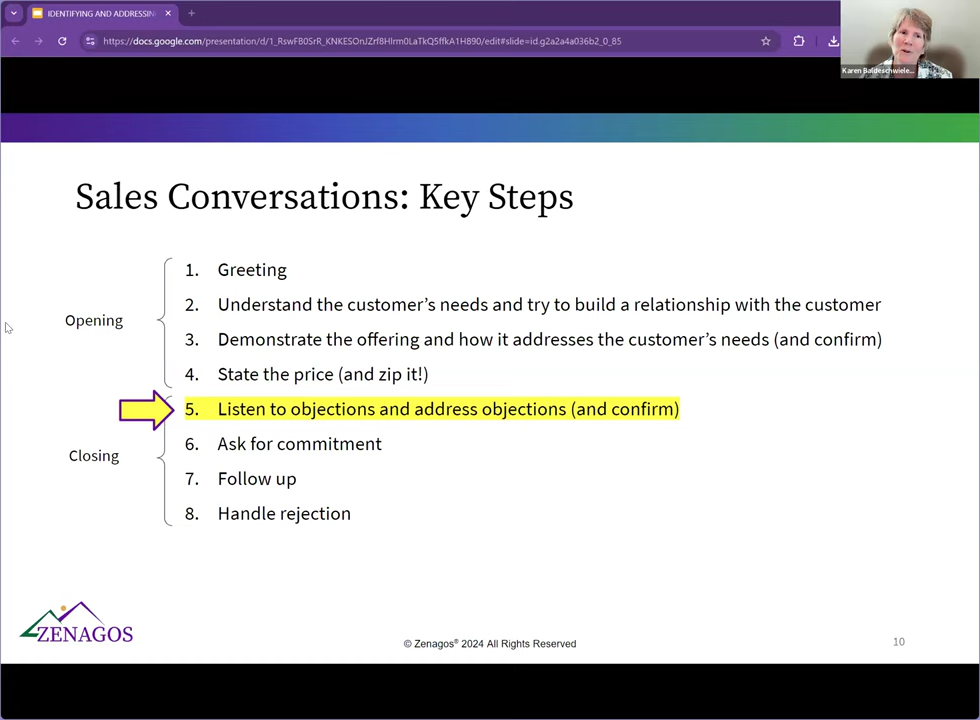 IDENTIFYING AND ADDRESSIN
https://docs.google.com/presentation/d/1_RswFB0SrR_KNKESOnJZrf8HIrm0LaTkQ5ffkA1H890/edit#slide=id.g2a2a4a036b2_0_85
Karen Baldeschwiele...
Sales Conversations: Key Steps
Opening
1. Greeting
2. Understand the customer’s needs and try to build a relationship with the customer
3. Demonstrate the offering and how it addresses the customer’s needs (and confirm)
4. State the price (and zip it!)
Closing
5. Listen to objections and address objections (and confirm)
6. Ask for commitment
7. Follow up
8. Handle rejection
ZENAGOS
© Zenagos® 2024 All Rights Reserved
10